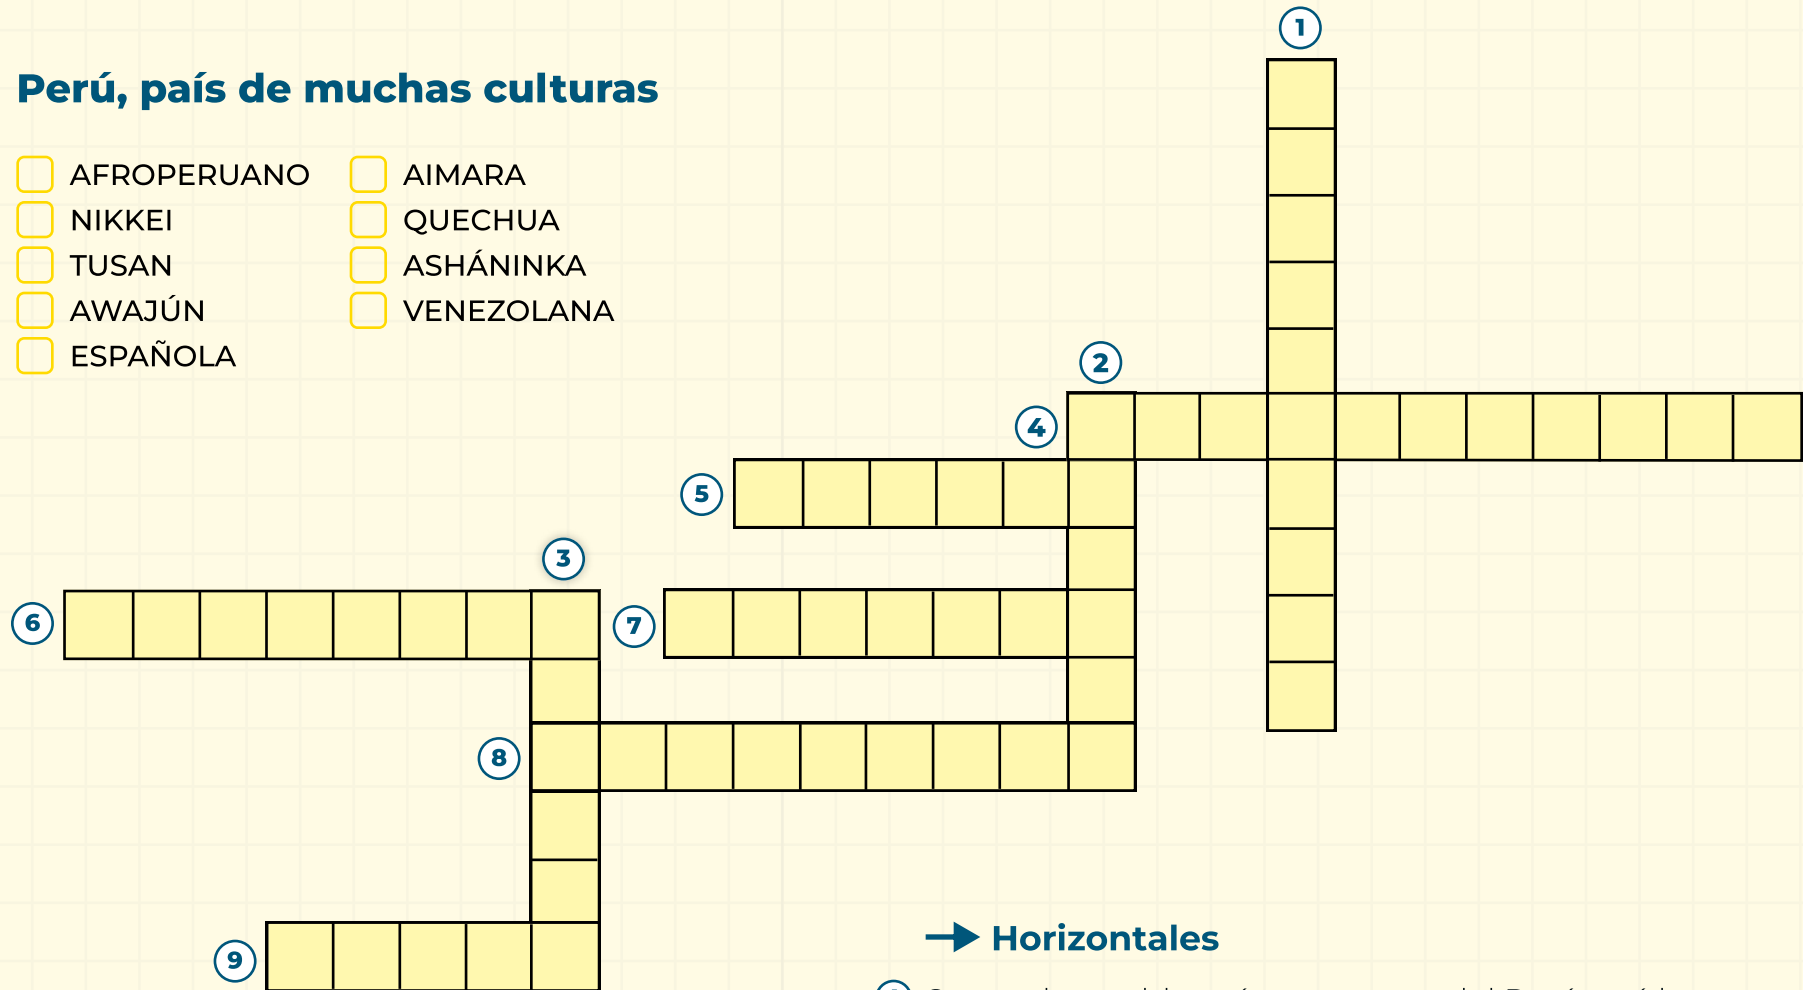 1
Perú, país de muchas culturas
AFROPERUANO AIMARA
NIKKEI QUECHUA
TUSAN ASHÁNINKA
AWAJÚN VENEZOLANA
ESPAÑOLA
2
4
5
3
6
7
8
9
Horizontales